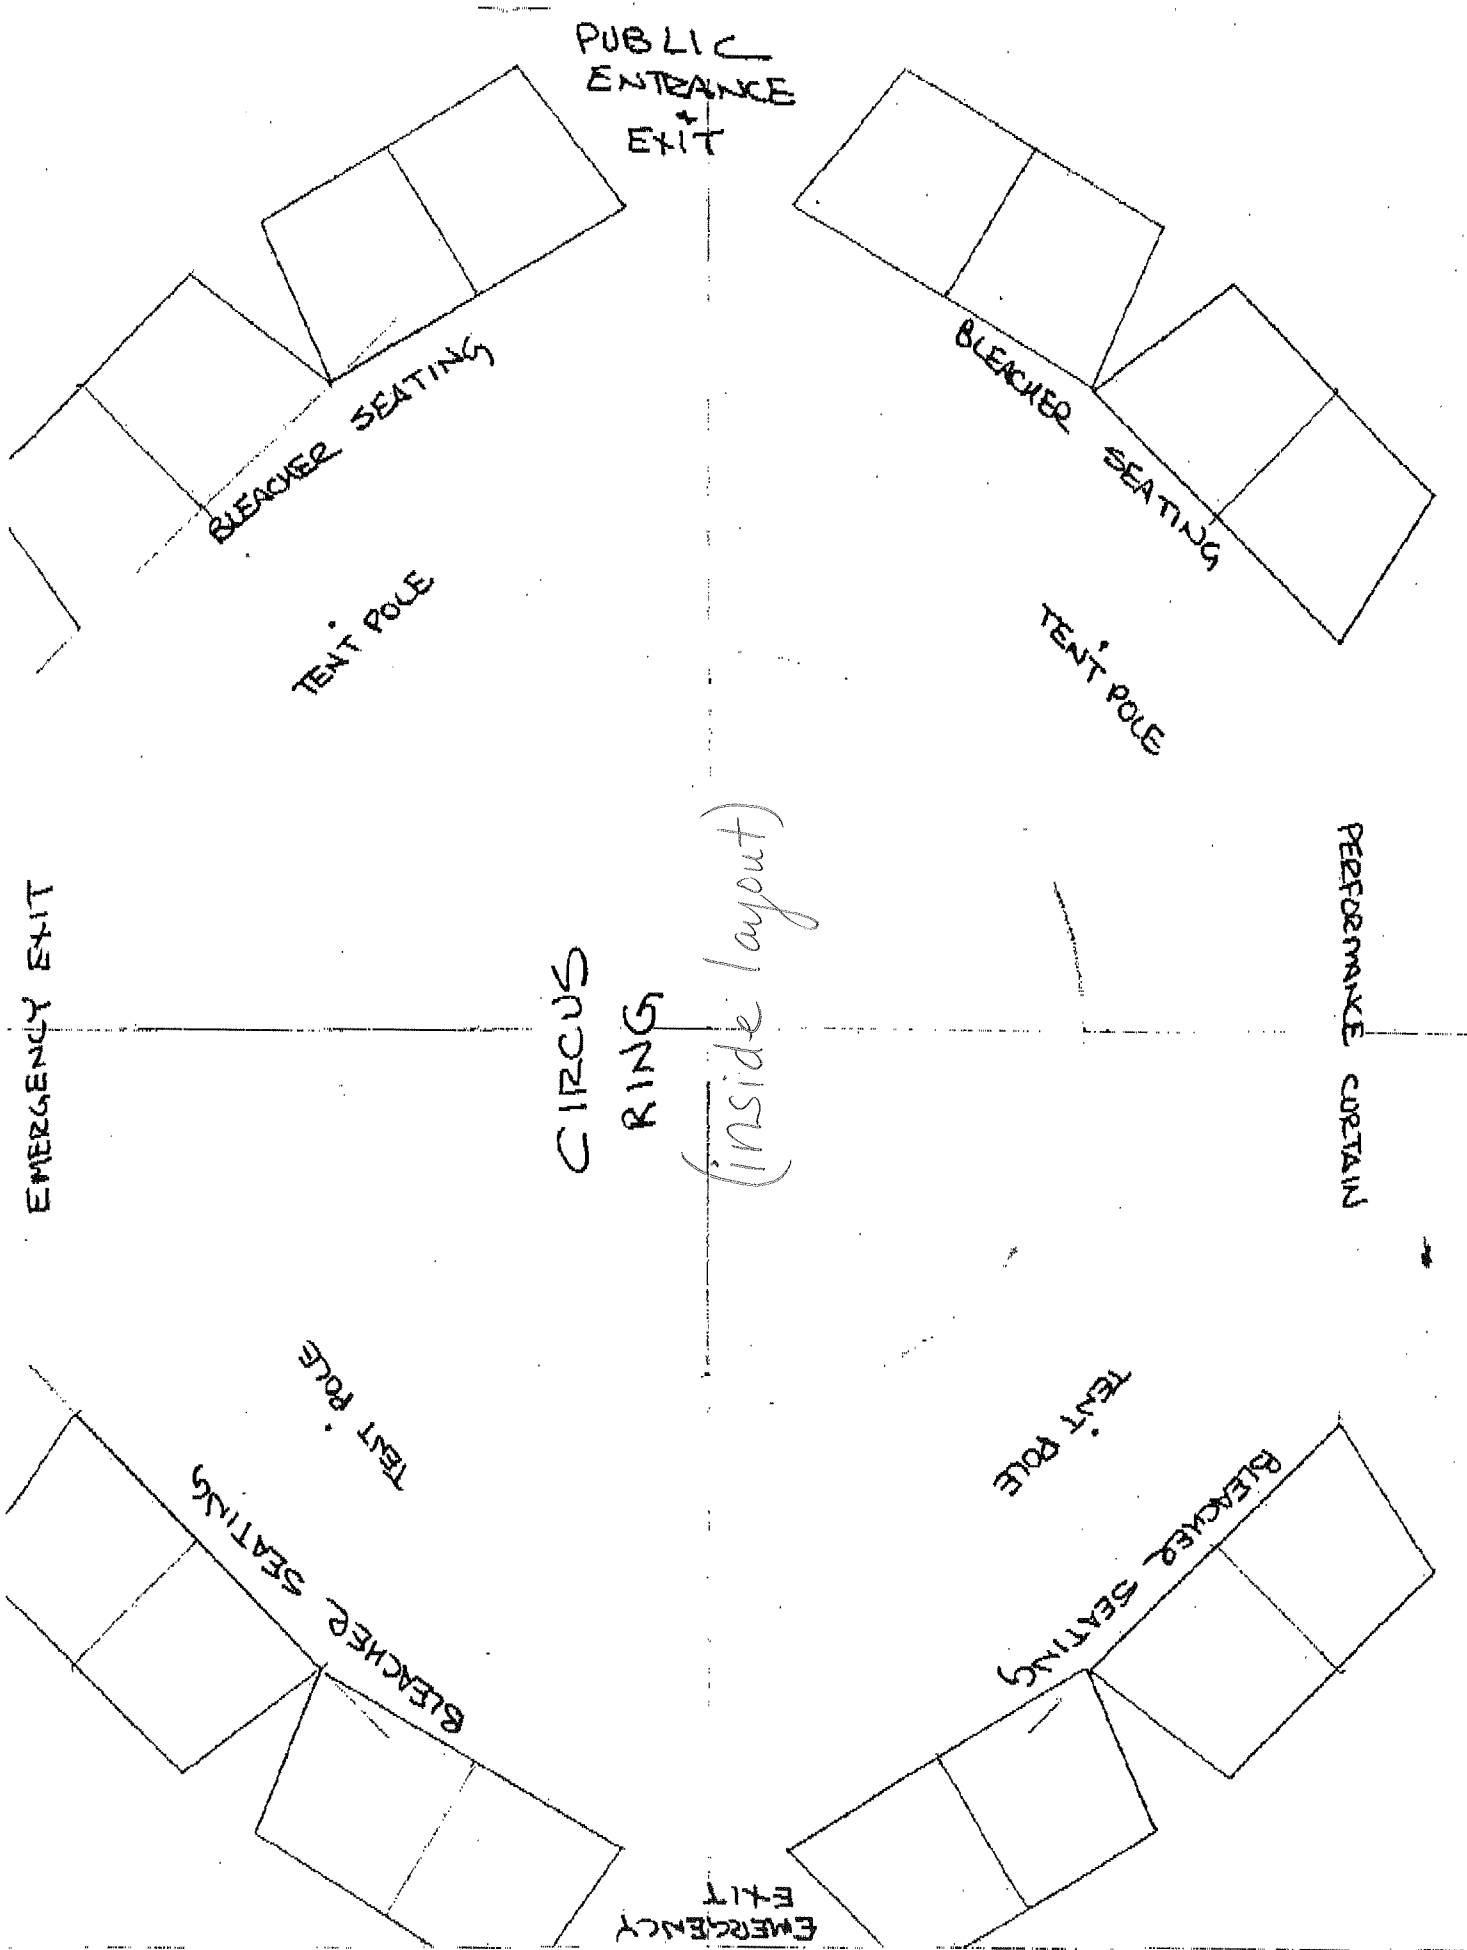 PUBLIC
ENTRANCE
+
EXIT
BLEACHER SEATING
BLEACHER SEATING
TENT POLE
TENT POLE
EMERGENCY EXIT
CIRCUS
RING
(inside layout)
PERFORMANCE CURTAIN
TENT POLE
TENT POLE
BLEACHER SEATING
BLEACHER SEATING
EMERGENCY
EXIT